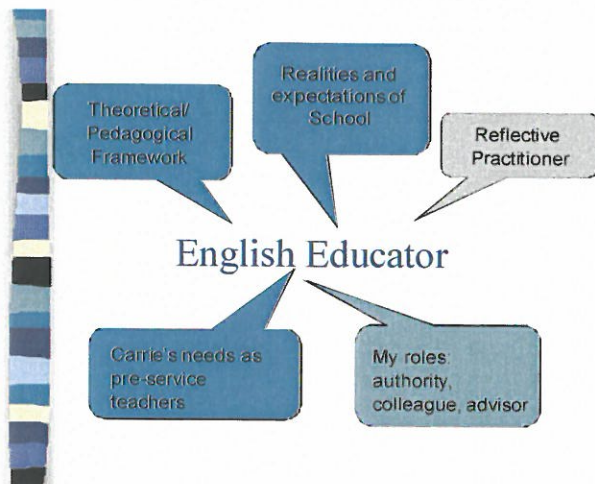 Theoretical/
Pedagogical
Framework
Realities and
expectations of
School
Reflective
Practitioner
English Educator
Carrie's needs as
pre-service
teachers
My roles:
authority,
colleague, advisor